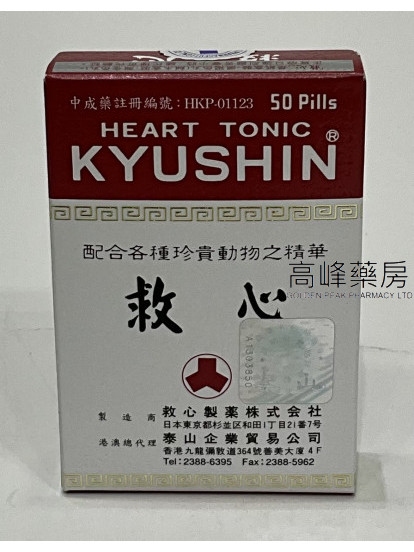 中成藥註冊編號:HKP-01123 50 Pills
HEART TONIC
KYUSHIN®
配合各種珍貴動物之精華
高峰藥房
GOLDEN PEAK PHARMACY LTD
救心
製造商 救心製薬株式会社
日本東京都杉並区和田1丁目21番7号
港澳總代理 泰山企業貿易公司
香港九龍彌敦道364號善美大廈4F
Tel:2388-6395 Fax:2388-5962